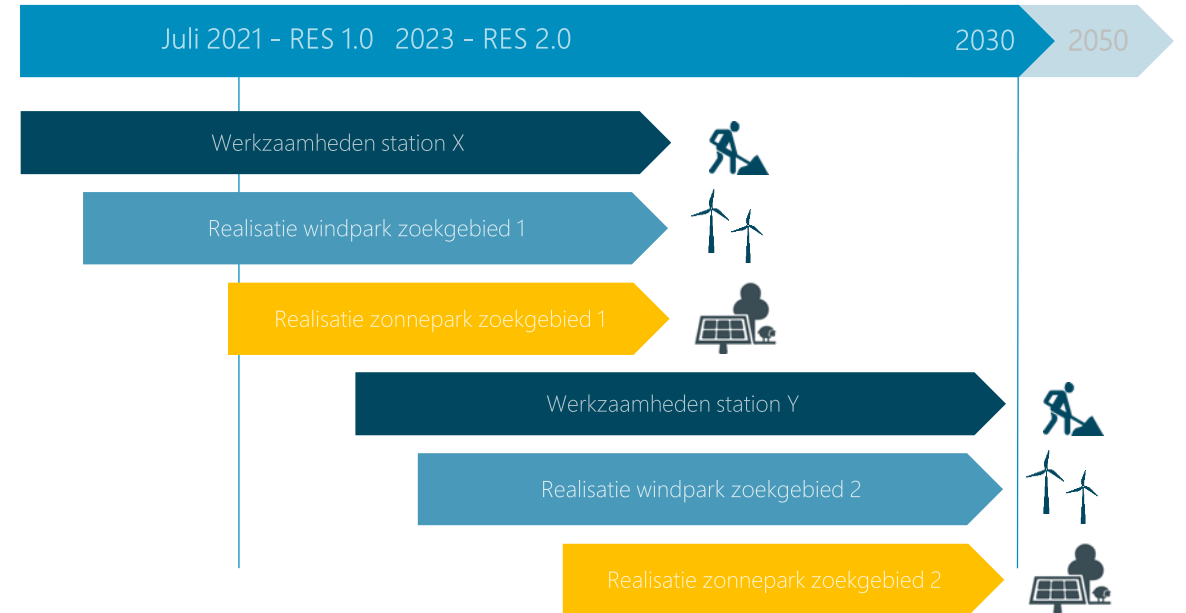 Juli 2021 - RES 1.0 2023 – RES 2.0 2030 2050
Werkzaamheden station X
Realisatie windpark zoekgebied 1
Realisatie zonnepark zoekgebied 1
Werkzaamheden station Y
Realisatie windpark zoekgebied 2
Realisatie zonnepark zoekgebied 2